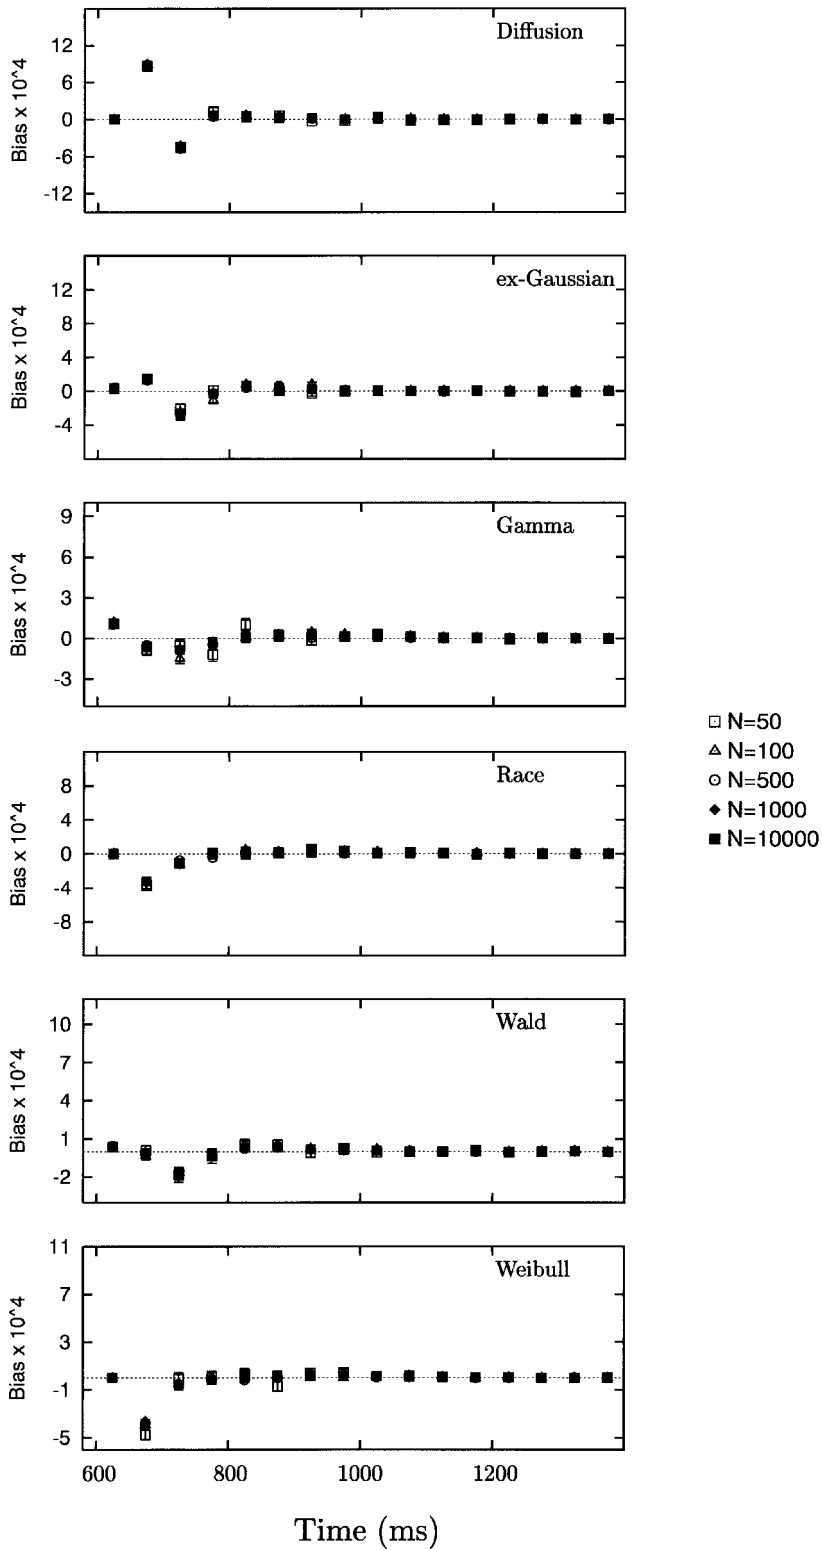 Diffusion
Bias x 10^4
12
6
0
-6
-12
ex-Gaussian
Bias x 10^4
12
8
4
0
-4
Gamma
Bias x 10^4
9
6
3
0
-3
Race
Bias x 10^4
8
4
0
-4
-8
N=50
N=100
N=500
N=1000
N=10000
Wald
Bias x 10^4
10
7
4
1
-2
Weibull
Bias x 10^4
11
7
3
-1
-5
600 800 1000 1200
Time (ms)